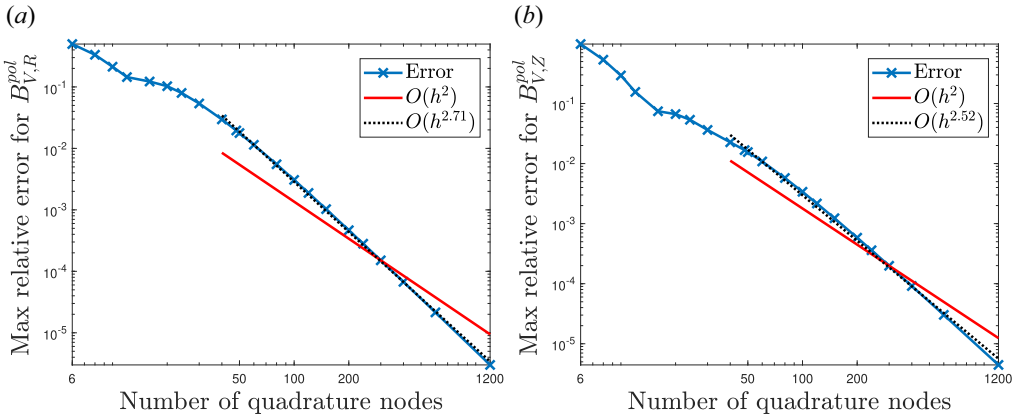 (a)
Max relative error for B^{pol}_{V,R}
10^{-1}
10^{-2}
10^{-3}
10^{-4}
10^{-5}
6
50
100
200
1200
Number of quadrature nodes
Error
O(h^2)
O(h^{2.71})
(b)
Max relative error for B^{pol}_{V,Z}
10^{-1}
10^{-2}
10^{-3}
10^{-4}
10^{-5}
6
50
100
200
1200
Number of quadrature nodes
Error
O(h^2)
O(h^{2.52})